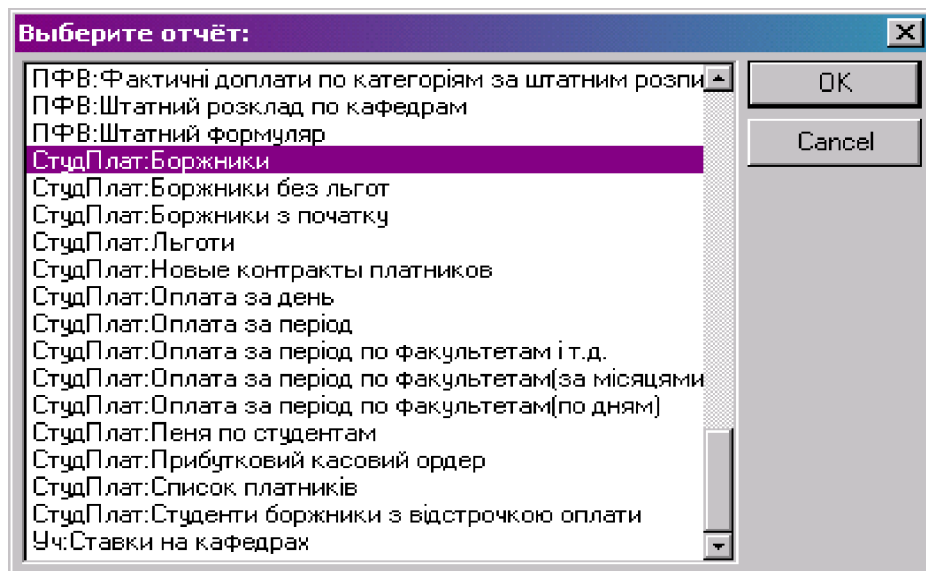 Выберите отчёт:
ПФВ:Фактичні доплати по категоріям за штатним розпи
ПФВ:Штатний розклад по кафедрам
ПФВ:Штатний формуляр
СтудПлат:Боржники
СтудПлат:Боржники без льгот
СтудПлат:Боржники з початку
СтудПлат:Льготи
СтудПлат:Новые контракты платников
СтудПлат:Оплата за день
СтудПлат:Оплата за період
СтудПлат:Оплата за період по факультетам і т.д.
СтудПлат:Оплата за період по факультетам(за місяцями
СтудПлат:Оплата за період по факультетам(по дням)
СтудПлат:Пеня по студентам
СтудПлат:Прибутковий касовий ордер
СтудПлат:Список платників
СтудПлат:Студенти боржники з відстрочкою оплати
Уч:Ставки на кафедрах
OK
Cancel